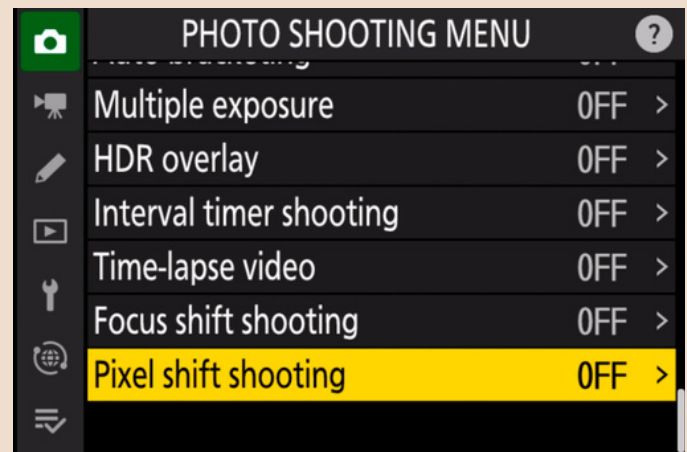 PHOTO SHOOTING MENU ?
Multiple exposure OFF >
HDR overlay OFF >
Interval timer shooting OFF >
Time-lapse video OFF >
Focus shift shooting OFF >
Pixel shift shooting OFF >